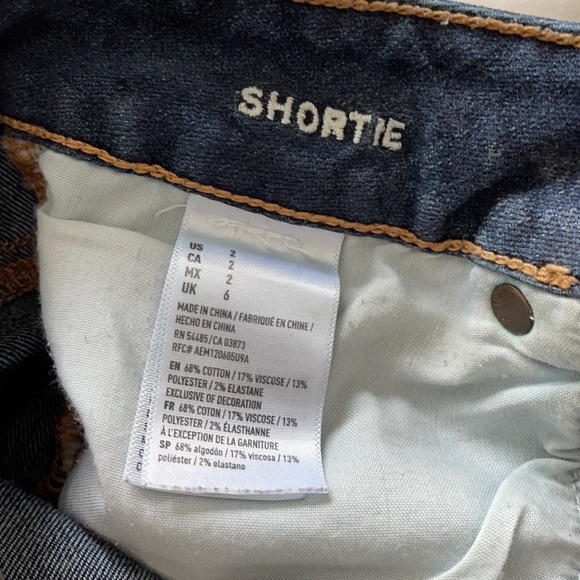 SHORTIE
US 2
CA 2
MX 2
UK 6
MADE IN CHINA / FABRIQUÉ EN CHINE /
HECHO EN CHINA
RN 54485/CA 03873
RFC# AEM120605U9A
EN 68% COTTON / 17% VISCOSE / 13%
POLYESTER / 2% ELASTANE
EXCLUSIVE OF DECORATION
FR 68% COTON / 17% VISCOSE / 13%
POLYESTER / 2% ÉLASTHANNE
À L'EXCEPTION DE LA GARNITURE
SP 68% algodón / 17% viscosa / 13%
poliéster / 2% elastano